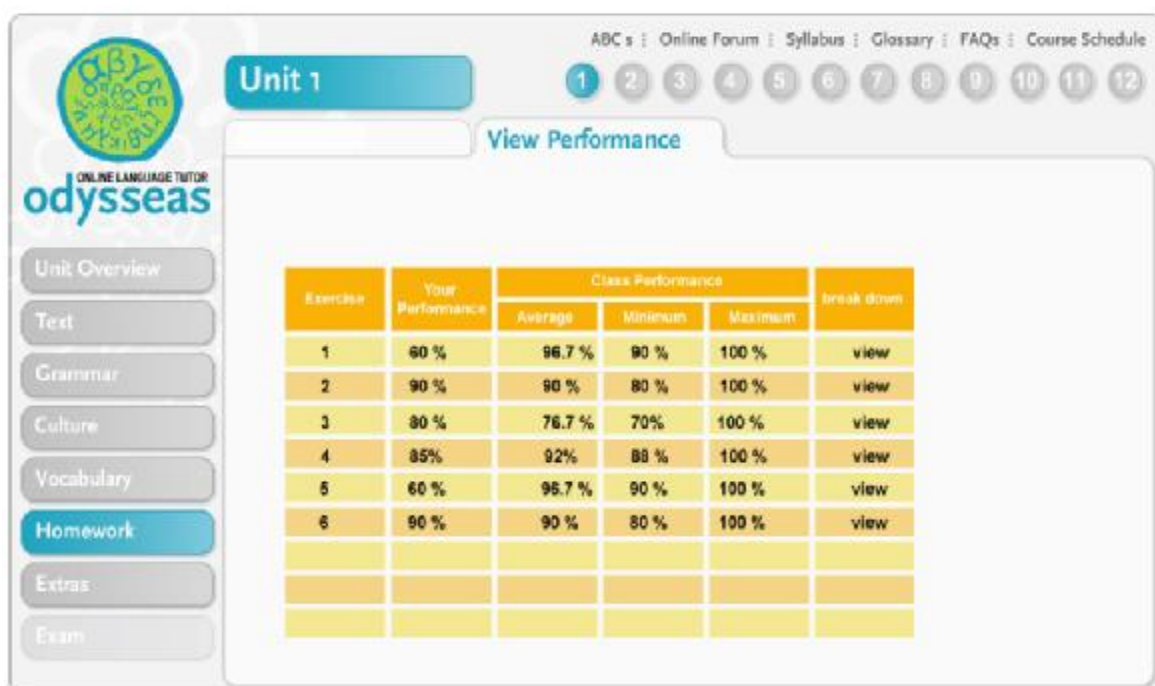 ABC s : Online Forum : Syllabus : Glossary : FAQs : Course Schedule
Unit 1
1 2 3 4 5 6 7 8 9 10 11 12
View Performance
ONLINE LANGUAGE TUTOR
odysseas
Unit Overview
Text
Grammar
Culture
Vocabulary
Homework
Extras
Exam
Exercise Your Performance Class Performance break down
Average Minimum Maximum
1 60 % 96.7 % 90 % 100 % view
2 90 % 90 % 80 % 100 % view
3 80 % 76.7 % 70% 100 % view
4 85% 92% 88 % 100 % view
5 60 % 96.7 % 90 % 100 % view
6 90 % 90 % 80 % 100 % view